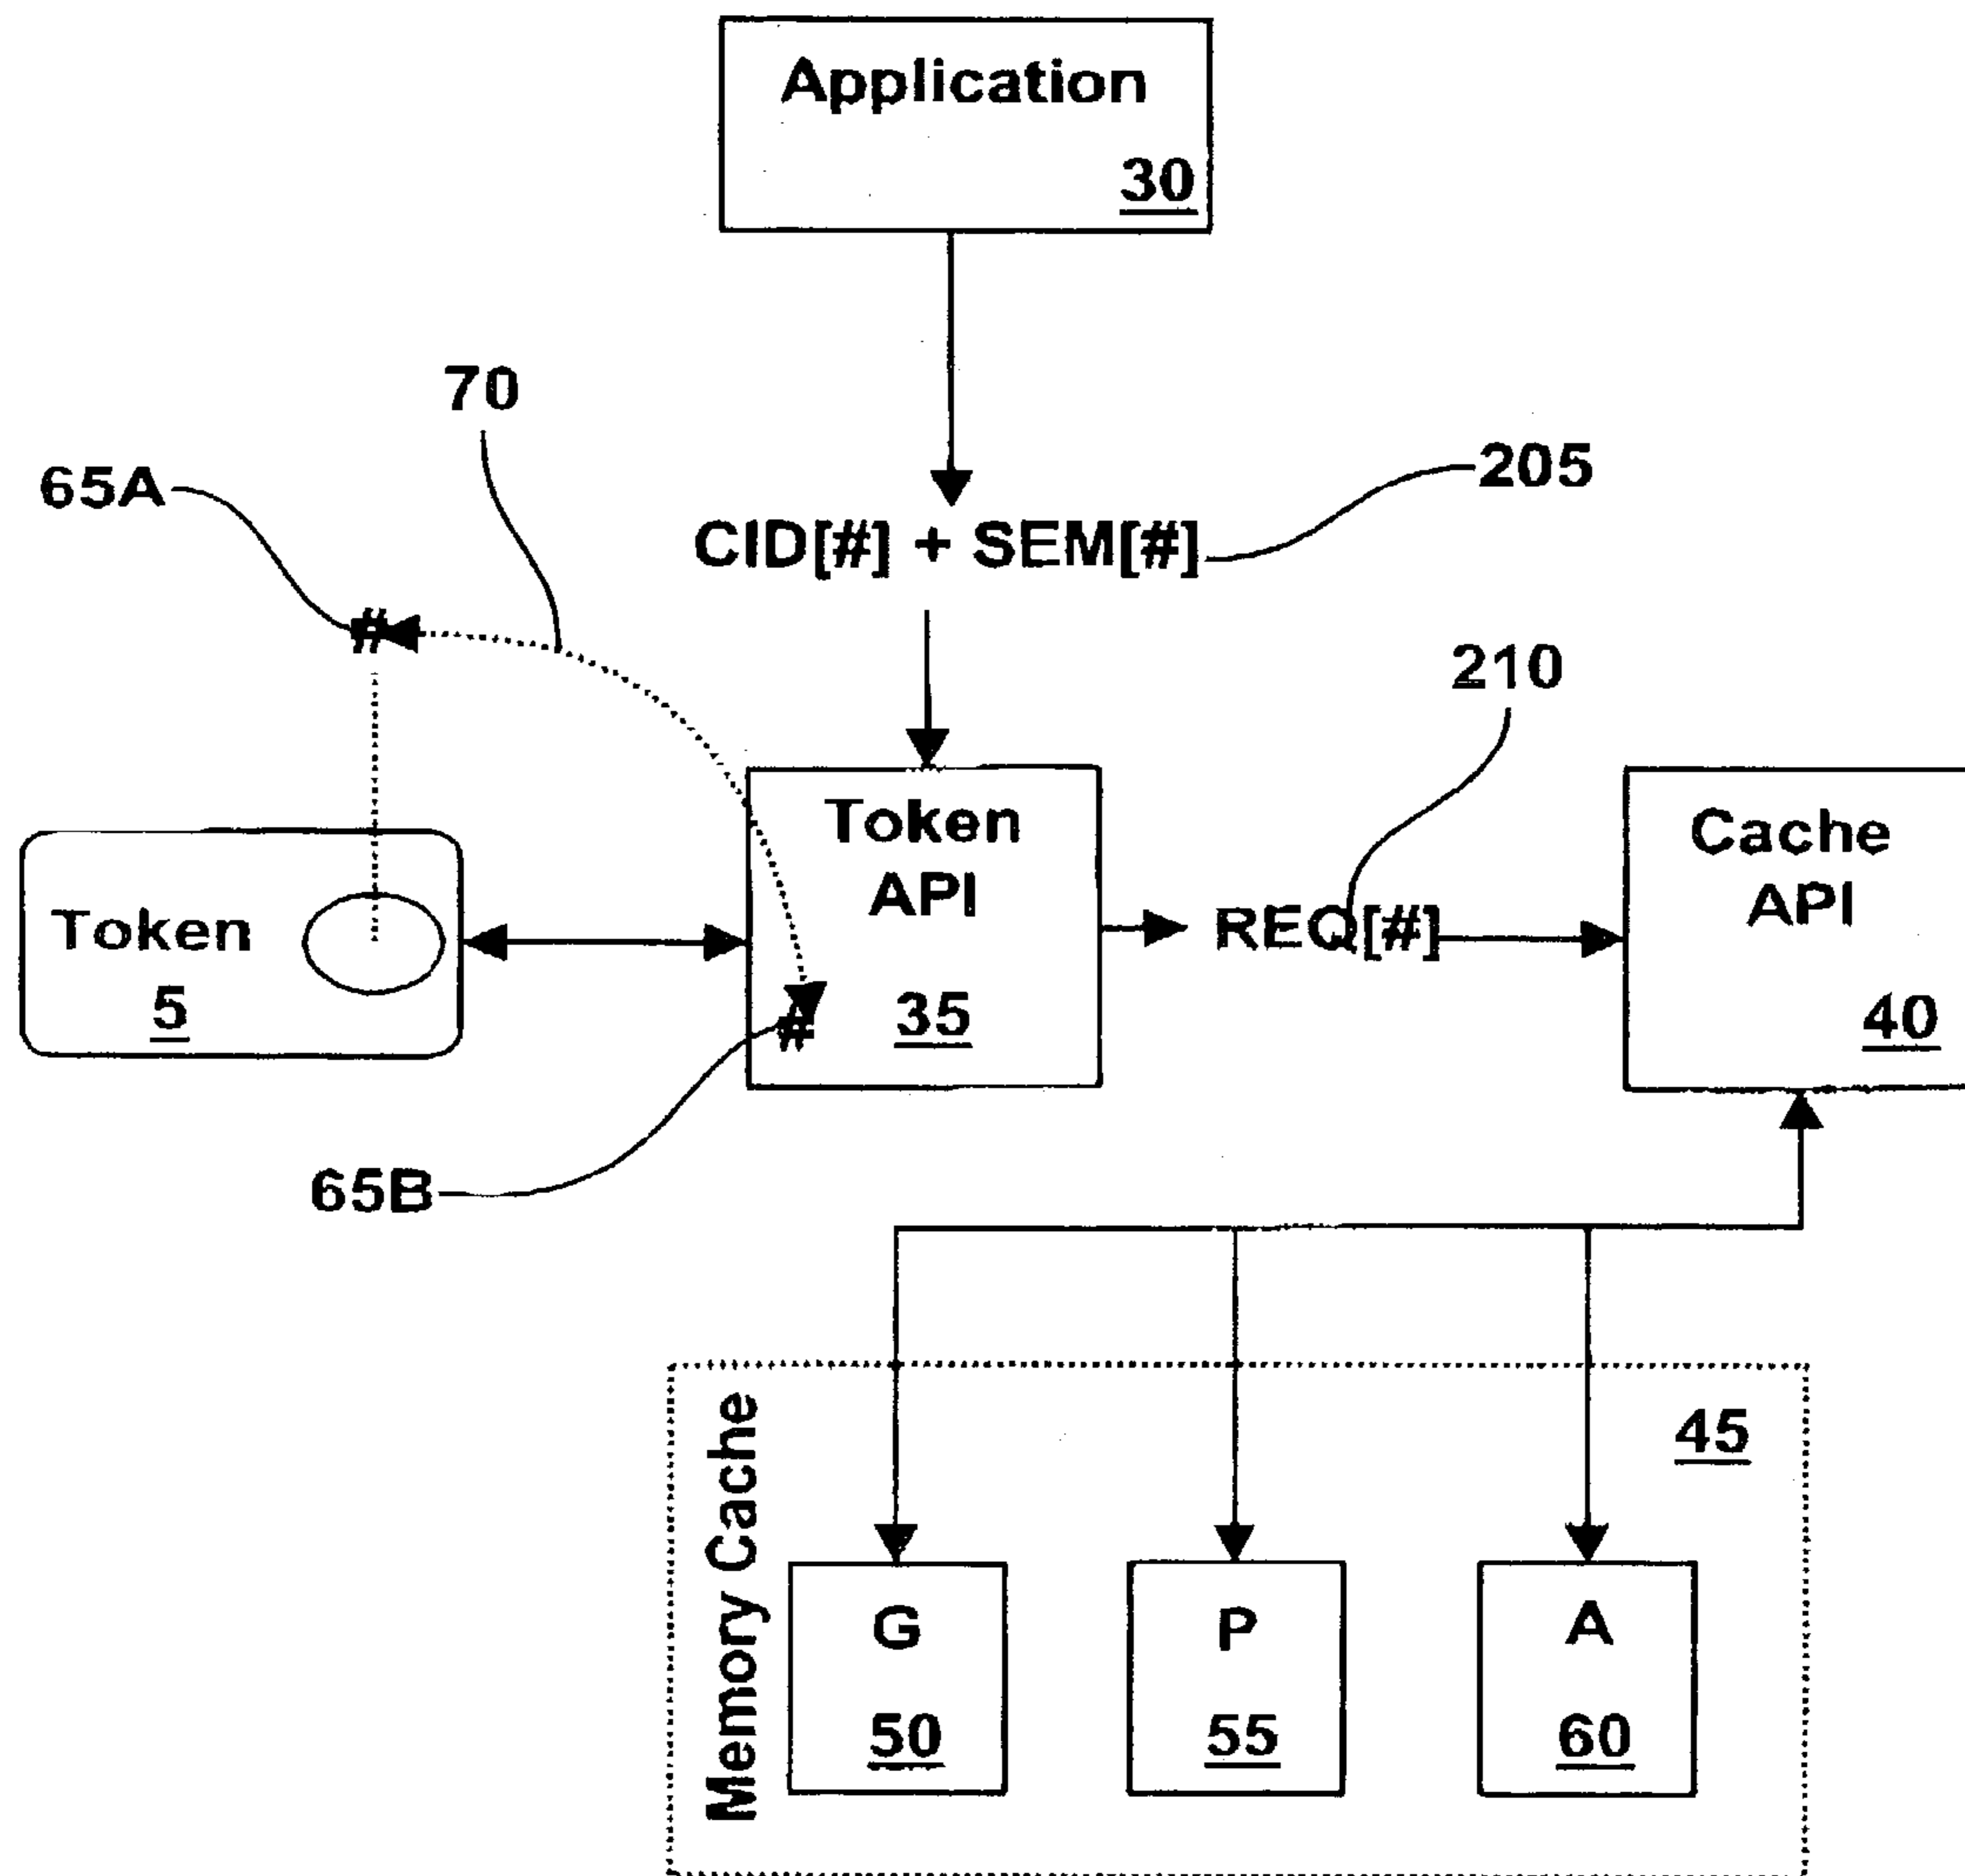 Application
30
70
65A
205
CID[#] + SEM[#]
#
210
Token
API
35
#
Cache
API
40
Token
5
REQ[#]
65B
Memory Cache
45
G
50
P
55
A
60